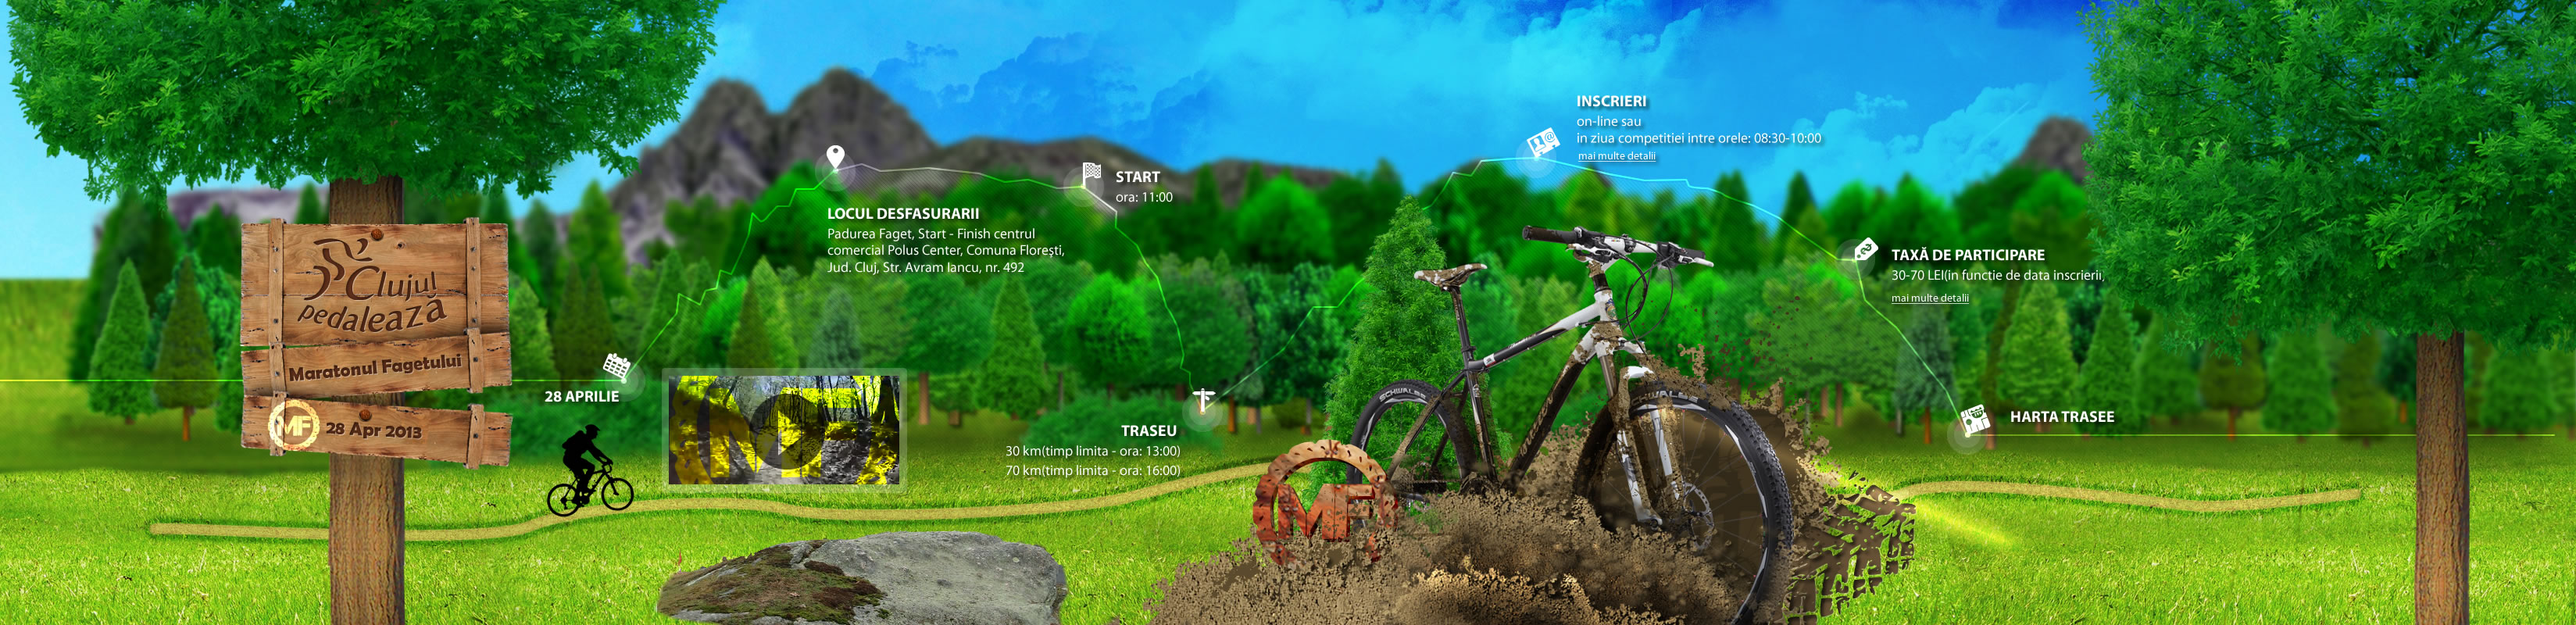 Clujul
pedalează
Maratonul Fagetului
MF
28 Apr 2013
28 APRILIE
LOCUL DESFASURARII
Padurea Faget, Start - Finish centrul
comercial Polus Center, Comuna Florești,
Jud. Cluj, Str. Avram Iancu, nr. 492
START
ora: 11:00
TRASEU
30 km(timp limita - ora: 13:00)
70 km(timp limita - ora: 16:00)
MF
INSCRIERI
on-line sau
in ziua competitiei intre orele: 08:30-10:00
mai multe detalii
SCHWALBE
SCHWALBE
TAXĂ DE PARTICIPARE
30-70 LEI(in functie de data inscrierii)
mai multe detalii
HARTA TRASEE